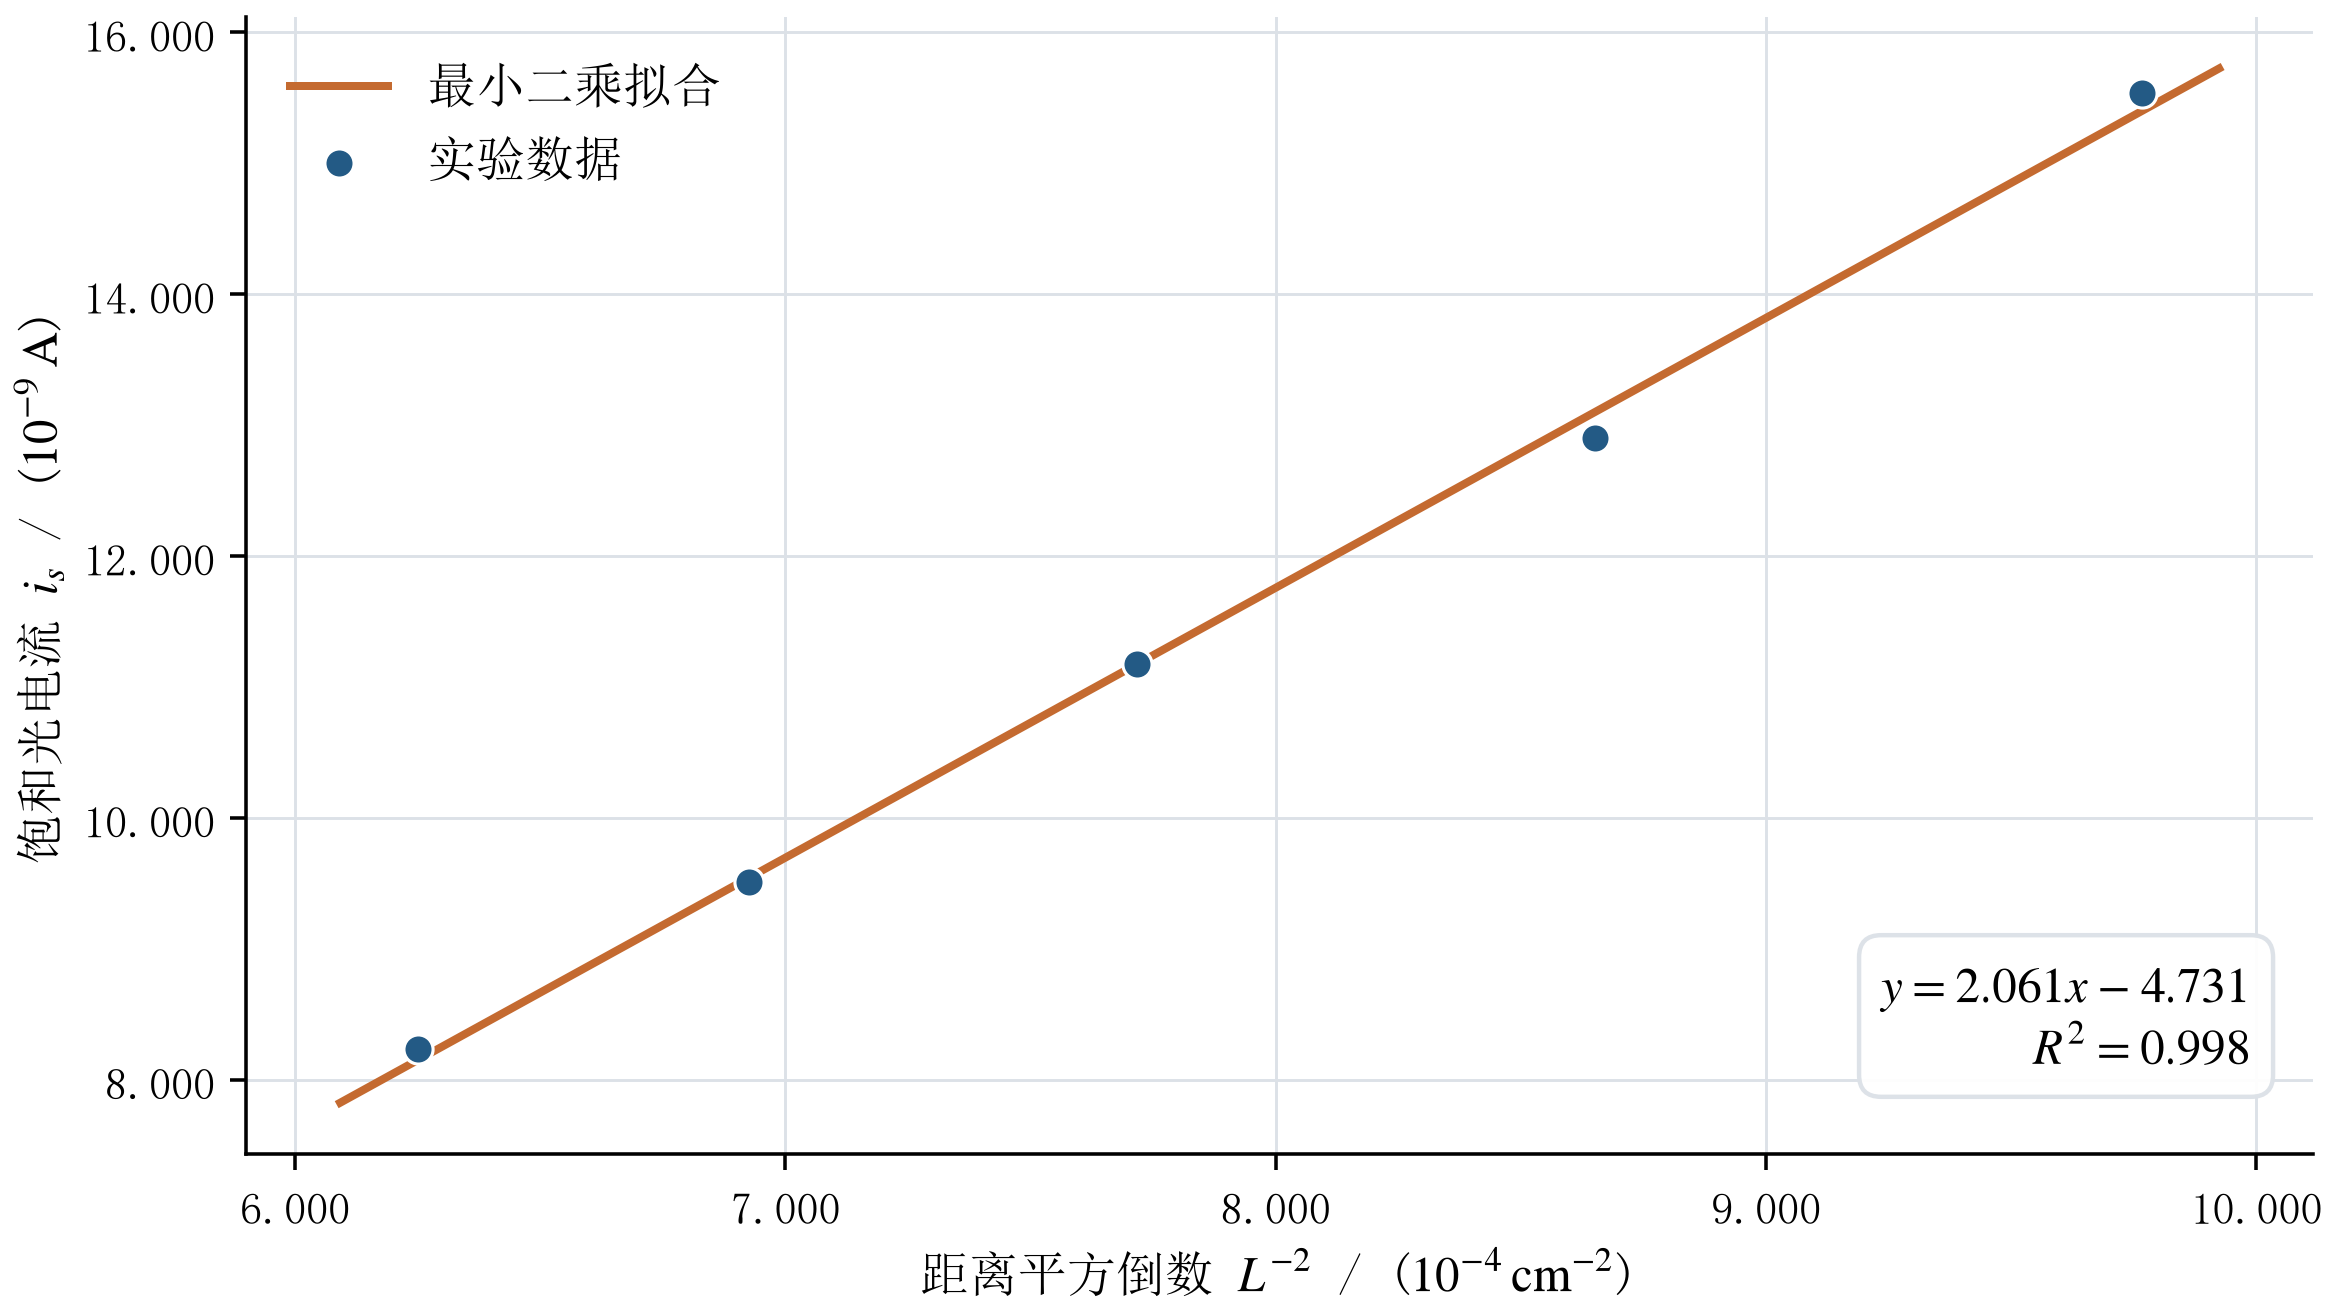 最小二乘拟合
实验数据
16.000
14.000
12.000
10.000
8.000
饱和光电流 iₛ / (10⁻⁹ A)
y = 2.061x − 4.731
R² = 0.998
6.000 7.000 8.000 9.000 10.000
距离平方倒数 L⁻² / (10⁻⁴ cm⁻²)